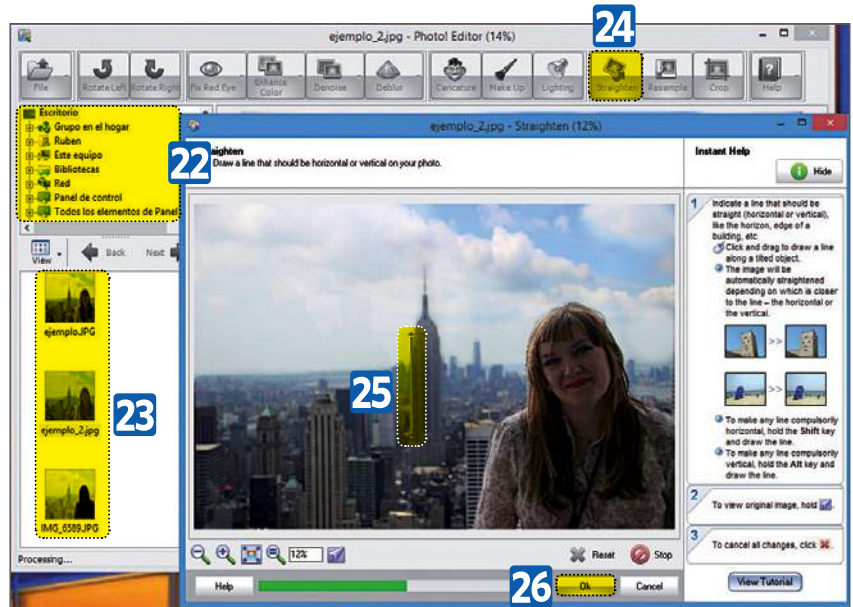 24
ejemplo_2.jpg - Photo! Editor (14%)
File
Rotate Left
Rotate Right
Fix Red Eye
Enhance
Color
Denoise
Deblur
Caricature
Make Up
Lighting
Straighten
Resample
Crop
Help
Escritorio
Grupo en el hogar
Ruben
Este equipo
Bibliotecas
Red
Panel de control
Todos los elementos de Panel
22
View
Back
Next
ejemplo.JPG
ejemplo_2.jpg
IMG_6589.JPG
23
Processing...
ejemplo_2.jpg - Straighten (12%)
aighten
Draw a line that should be horizontal or vertical on your photo.
25
12%
Reset
Stop
Help
26
Ok
Cancel
Instant Help
Hide
1
Indicate a line that should be
straight (horizontal or vertical),
like the horizon, edge of a
building, etc
Click and drag to draw a line
along a tilted object.
The image will be
automatically straightened
depending on which is closer
to the line – the horizontal or
the vertical.
>>
>>
To make any line compulsorily
horizontal, hold the Shift key
and draw the line.
To make any line compulsorily
vertical, hold the Alt key and
draw the line.
2
To view original image, hold
3
To cancel all changes, click
View Tutorial